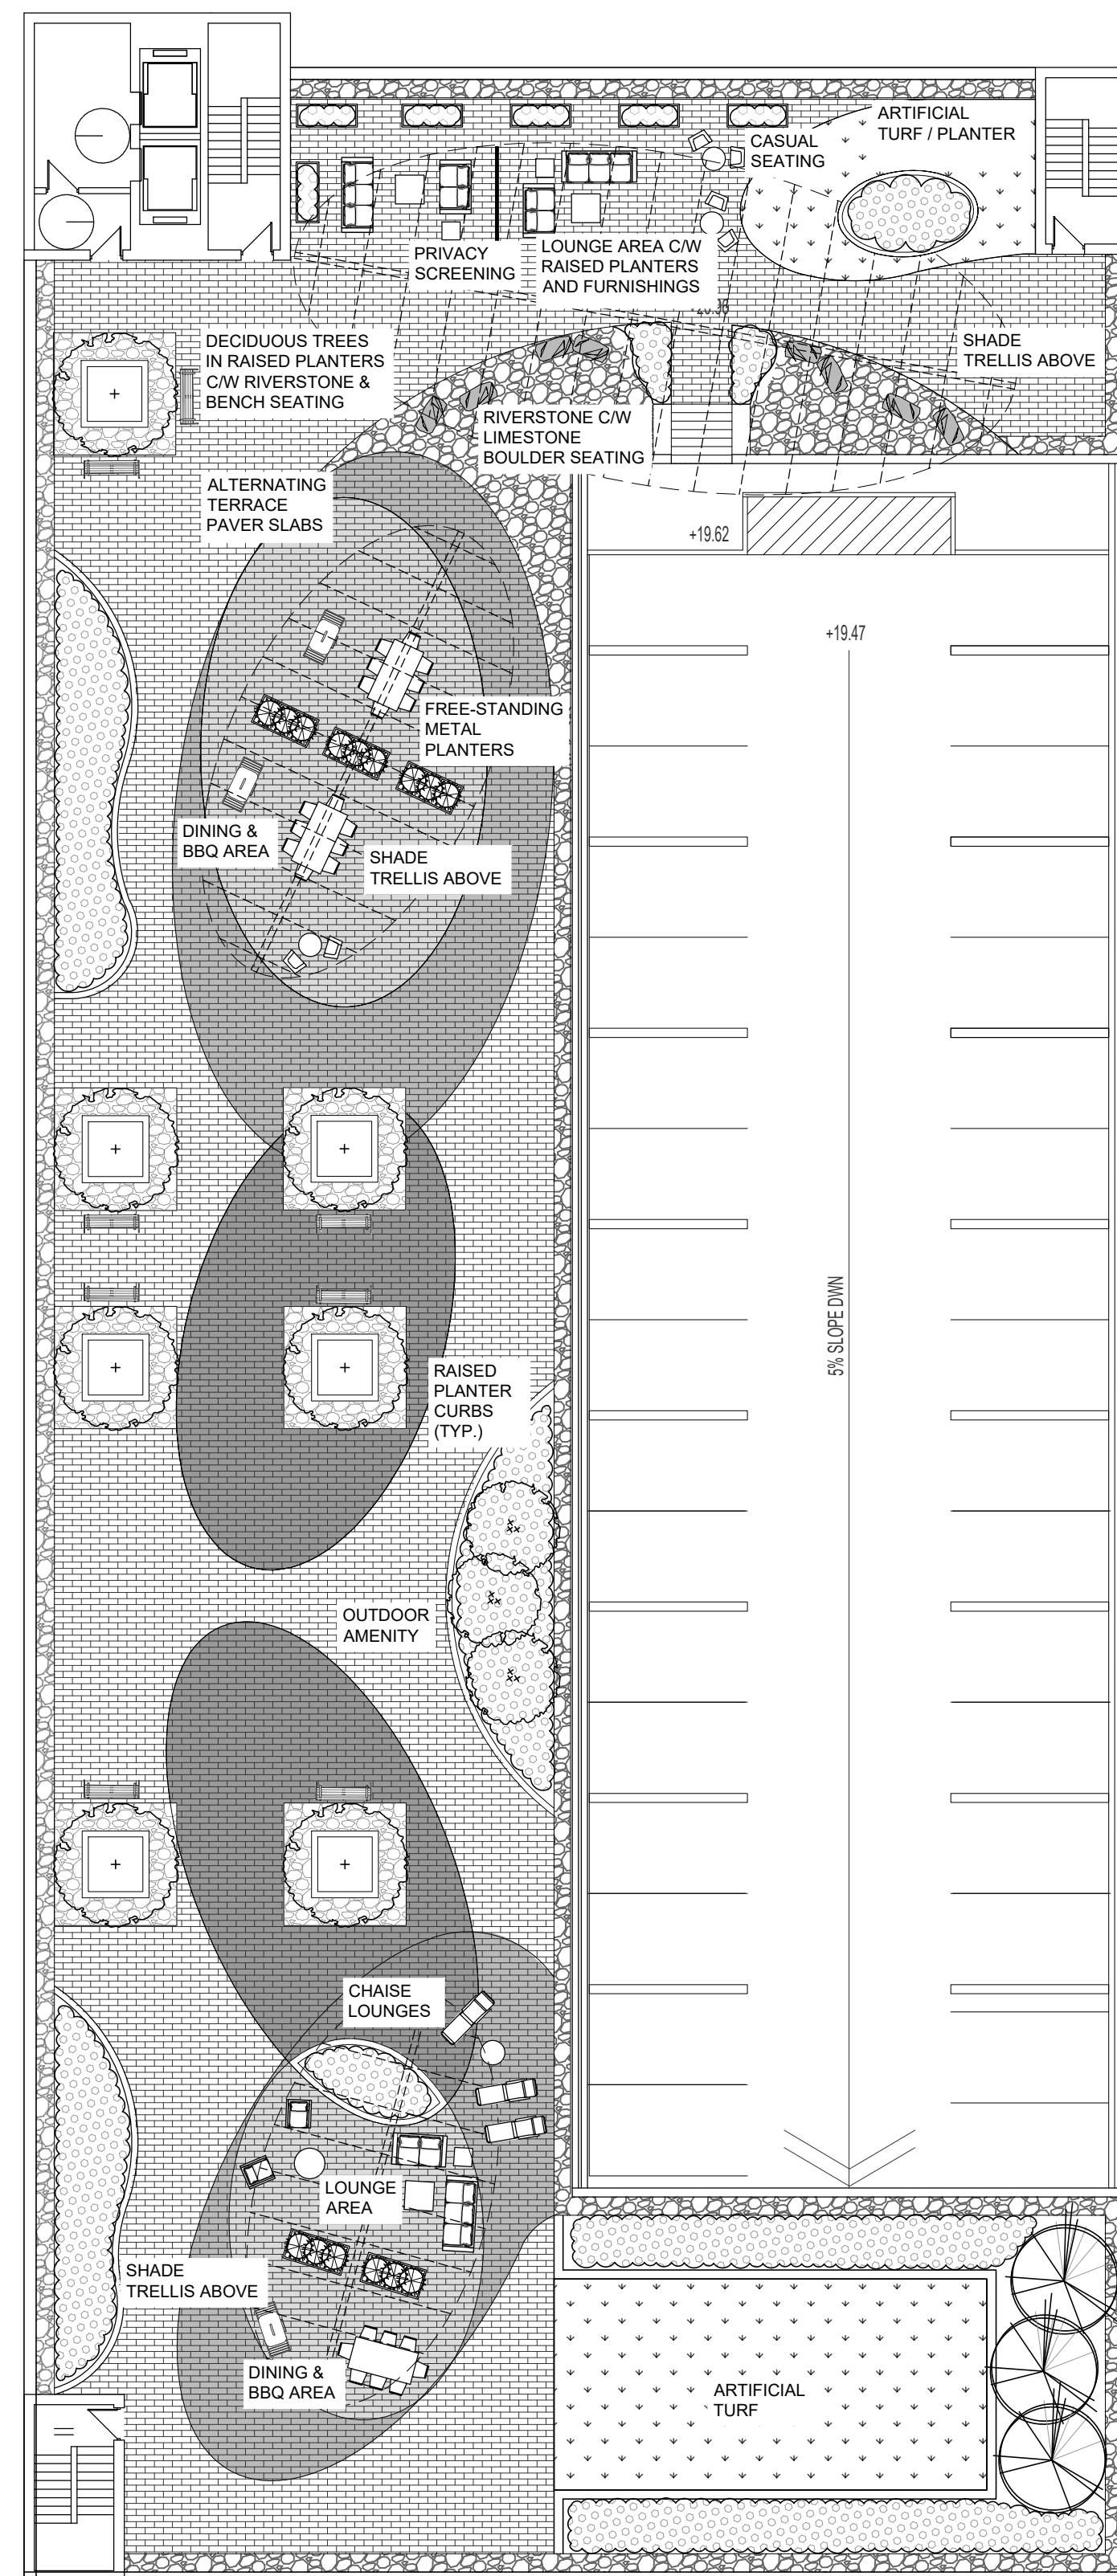 ARTIFICIAL
TURF / PLANTER
CASUAL
SEATING
PRIVACY
SCREENING
LOUNGE AREA C/W
RAISED PLANTERS
AND FURNISHINGS
DECIDUOUS TREES
IN RAISED PLANTERS
C/W RIVERSTONE &
BENCH SEATING
SHADE
TRELLIS ABOVE
RIVERSTONE C/W
LIMESTONE
BOULDER SEATING
ALTERNATING
TERRACE
PAVER SLABS
+19.62
+19.47
FREE-STANDING
METAL
PLANTERS
DINING &
BBQ AREA
SHADE
TRELLIS ABOVE
5% SLOPE DWN
RAISED
PLANTER
CURBS
(TYP.)
OUTDOOR
AMENITY
CHAISE
LOUNGES
LOUNGE
AREA
SHADE
TRELLIS ABOVE
DINING &
BBQ AREA
ARTIFICIAL
TURF